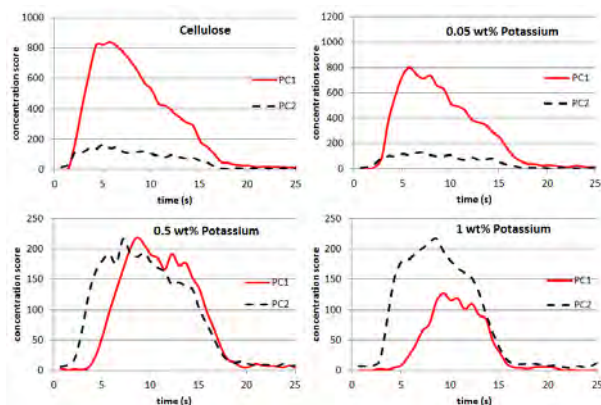 Cellulose
concentration score
1000
800
600
400
200
0
PC1
PC2
0 5 10 15 20 25
time (s)
0.05 wt% Potassium
concentration score
1200
1000
800
600
400
200
0
PC1
PC2
0 5 10 15 20 25
time (s)
0.5 wt% Potassium
concentration score
250
200
150
100
50
0
PC1
PC2
0 5 10 15 20 25
time (s)
1 wt% Potassium
concentration score
250
200
150
100
50
0
PC1
PC2
0 5 10 15 20 25
time (s)